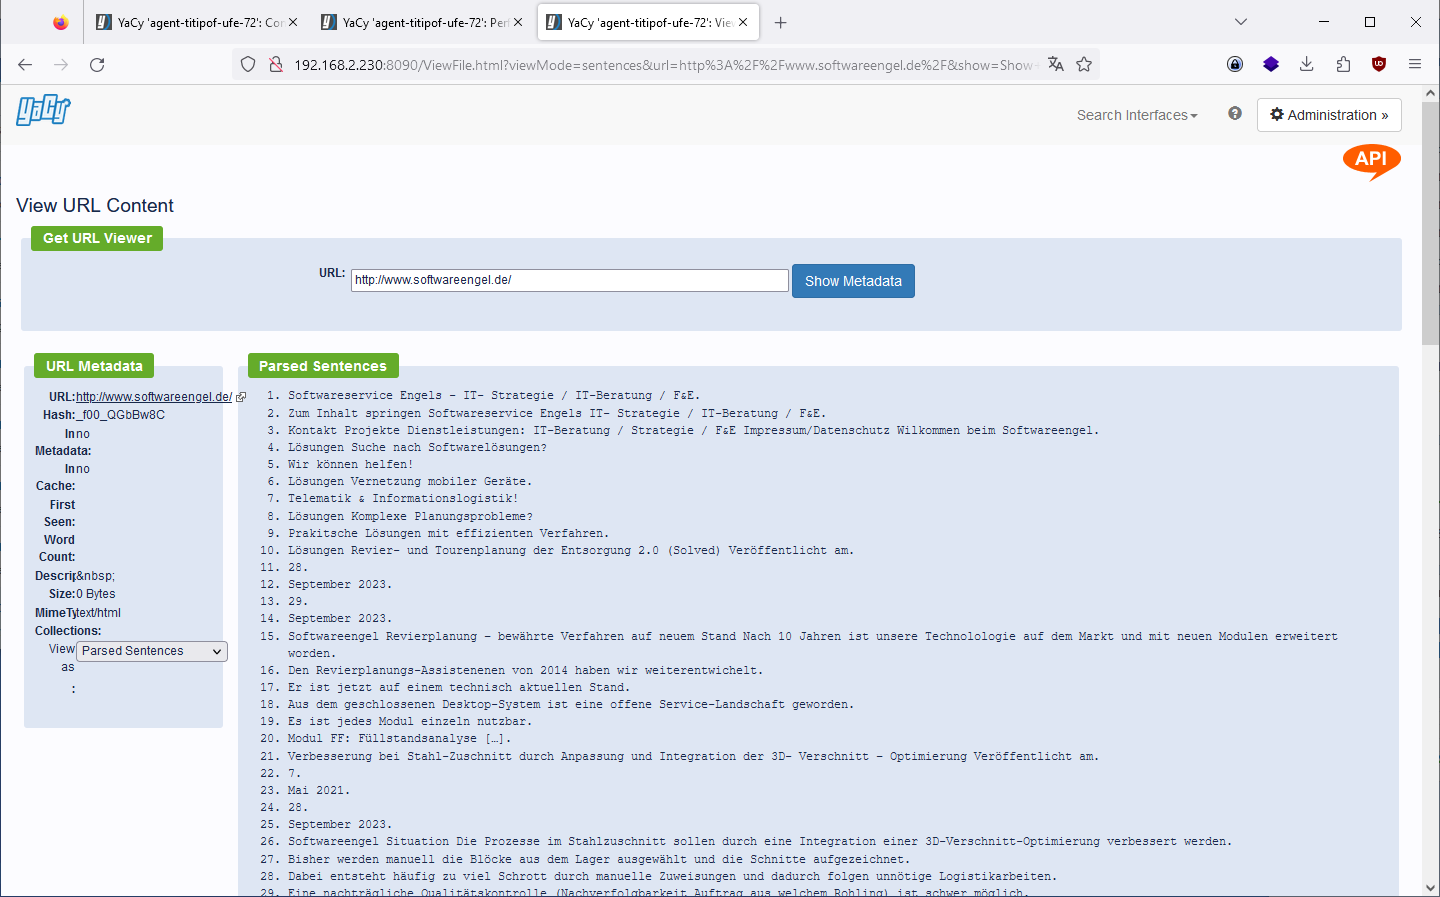 YaCy 'agent-titipof-ufe-72': Con
YaCy 'agent-titipof-ufe-72': Perf
YaCy 'agent-titipof-ufe-72': View
192.168.2.230:8090/ViewFile.html?viewMode=sentences&url=http%3A%2F%2Fwww.softwareengel.de%2F&show=Show
YaCy
Search Interfaces
Administration »
API
View URL Content
Get URL Viewer
URL: http://www.softwareengel.de/ Show Metadata
URL Metadata
URL: http://www.softwareengel.de/
Hash: _f00_QGbBw8C
In no
Metadata:
In no
Cache:
First
Seen:
Word
Count:
Descrip &nbsp;
Size: 0 Bytes
MimeTy text/html
Collections:
View Parsed Sentences
as
:
Parsed Sentences
1. Softwareservice Engels – IT- Strategie / IT-Beratung / F&E.
2. Zum Inhalt springen Softwareservice Engels IT- Strategie / IT-Beratung / F&E.
3. Kontakt Projekte Dienstleistungen: IT-Beratung / Strategie / F&E Impressum/Datenschutz Wilkommen beim Softwareengel.
4. Lösungen Suche nach Softwarelösungen?
5. Wir können helfen!
6. Lösungen Vernetzung mobiler Geräte.
7. Telematik & Informationslogistik!
8. Lösungen Komplexe Planungsprobleme?
9. Prakitsche Lösungen mit effizienten Verfahren.
10. Lösungen Revier- und Tourenplanung der Entsorgung 2.0 (Solved) Veröffentlicht am.
11. 28.
12. September 2023.
13. 29.
14. September 2023.
15. Softwareengel Revierplanung – bewährte Verfahren auf neuem Stand Nach 10 Jahren ist unsere Technolologie auf dem Markt und mit neuen Modulen erweitert
worden.
16. Den Revierplanungs-Assistenenen von 2014 haben wir weiterentwichelt.
17. Er ist jetzt auf einem technisch aktuellen Stand.
18. Aus dem geschlossenen Desktop-System ist eine offene Service-Landschaft geworden.
19. Es ist jedes Modul einzeln nutzbar.
20. Modul FF: Füllstandsanalyse […].
21. Verbesserung bei Stahl-Zuschnitt durch Anpassung und Integration der 3D- Verschnitt – Optimierung Veröffentlicht am.
22. 7.
23. Mai 2021.
24. 28.
25. September 2023.
26. Softwareengel Situation Die Prozesse im Stahlzuschnitt sollen durch eine Integration einer 3D-Verschnitt-Optimierung verbessert werden.
27. Bisher werden manuell die Blöcke aus dem Lager ausgewählt und die Schnitte aufgezeichnet.
28. Dabei entsteht häufig zu viel Schrott durch manuelle Zuweisungen und dadurch folgen unnötige Logistikarbeiten.
29. Eine nachträgliche Qualitätskontrolle (Nachverfolgbarkeit Auftrag aus welchem Rohling) ist schwer möglich.